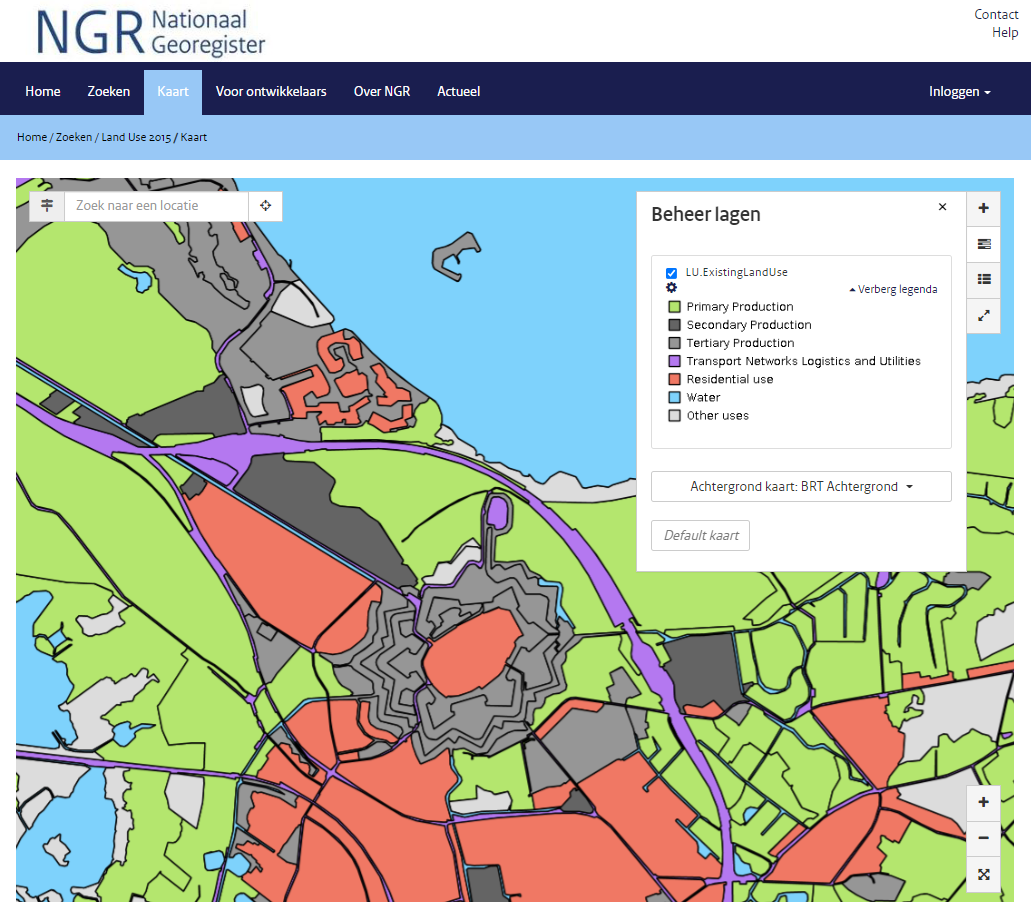 NGR Nationaal
Georegister
Contact
Help
Home Zoeken Kaart Voor ontwikkelaars Over NGR Actueel Inloggen
Home / Zoeken / Land Use 2015 / Kaart
Zoek naar een locatie
Beheer lagen ×
LU.ExistingLandUse
Verberg legenda
Primary Production
Secondary Production
Tertiary Production
Transport Networks Logistics and Utilities
Residential use
Water
Other uses
Achtergrond kaart: BRT Achtergrond
Default kaart